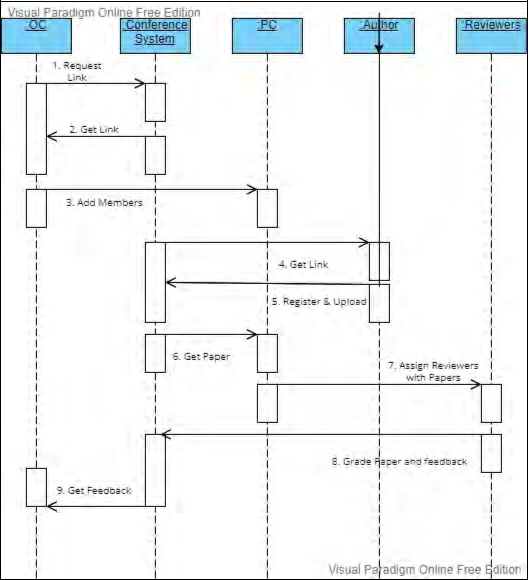 Visual Paradigm Online Free Edition
:OC
:Conference
System
:PC
:Author
:Reviewers
1. Request
Link
2. Get Link
3. Add Members
4. Get Link
5. Register & Upload
6. Get Paper
7. Assign Reviewers
with Papers
8. Grade Paper and feedback
9. Get Feedback
Visual Paradigm Online Free Edition